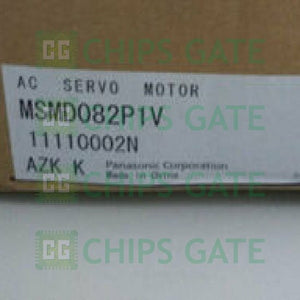 CHIPS GATE
AC SERVO MOTOR
MSMD082P1V
11110002N
AZK K Panasonic Corporation
Made in China
CHIPS GATE
CHIPS GATE